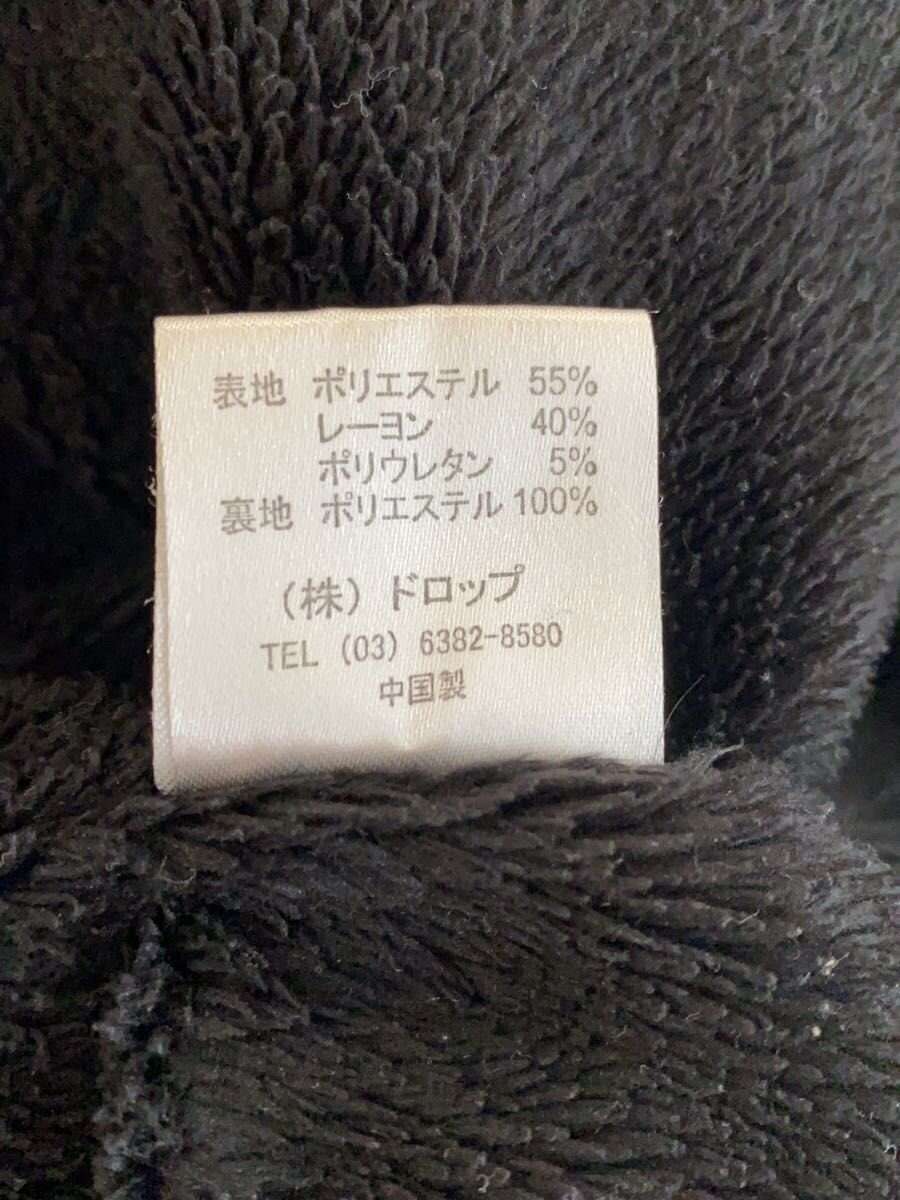 表地 ポリエステル 55%
レーヨン 40%
ポリウレタン 5%
裏地 ポリエステル 100%
(株) ドロップ
TEL (03) 6382-8580
中国製